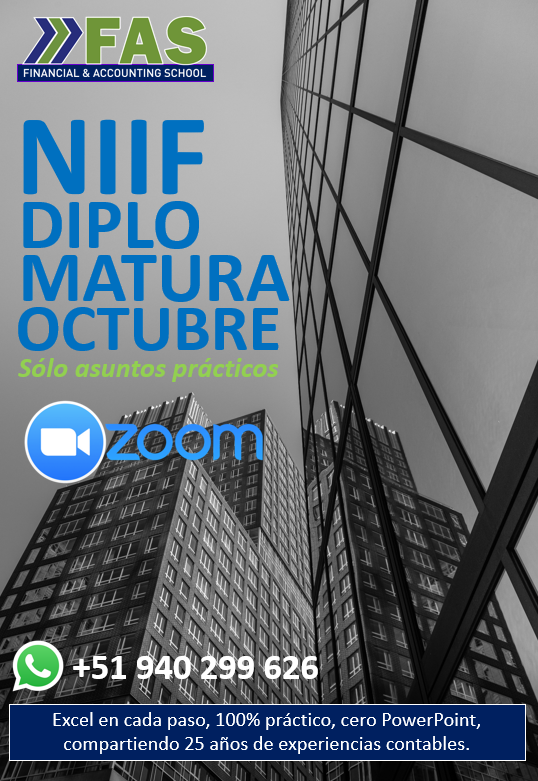 FAS
FINANCIAL & ACCOUNTING SCHOOL
NIIF
DIPLO
MATURA
OCTUBRE
Sólo asuntos prácticos
zoom
+51 940 299 626
Excel en cada paso, 100% práctico, cero PowerPoint,
compartiendo 25 años de experiencias contables.